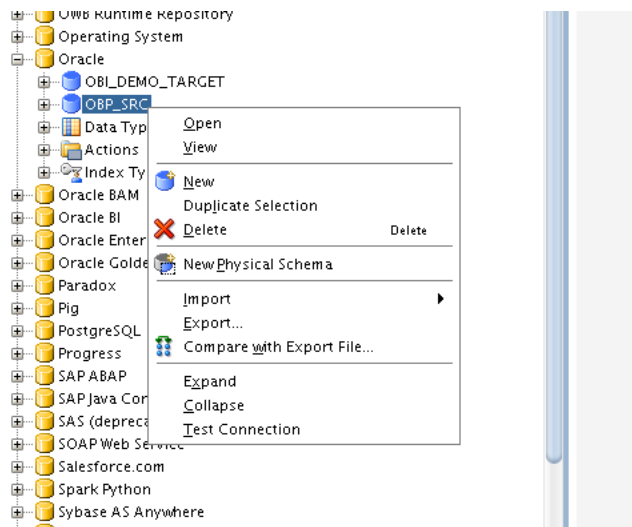 OWB Runtime Repository
Operating System
Oracle
OBI_DEMO_TARGET
OBP_SRC
Data Typ
Actions
Index Ty
Oracle BAM
Oracle BI
Oracle Enter
Oracle Golde
Paradox
Pig
PostgreSQL
Progress
SAP ABAP
SAP Java Con
SAS (depreca
SOAP Web Service
Salesforce.com
Spark Python
Sybase AS Anywhere
Open
View
New
Duplicate Selection
Delete Delete
New Physical Schema
Import
Export...
Compare with Export File...
Expand
Collapse
Test Connection